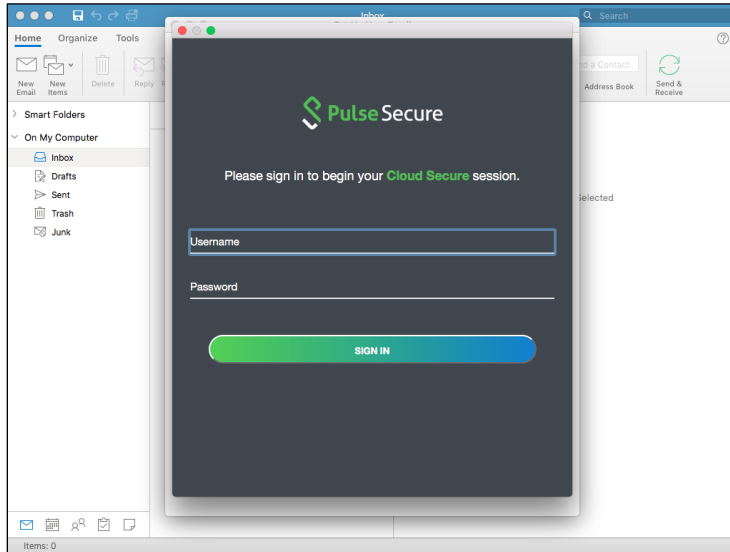 Inbox
Search
Home Organize Tools
New Email
New Items
Delete
Reply
Address Book
Send & Receive
Smart Folders
On My Computer
Inbox
Drafts
Sent
Trash
Junk
Selected
Pulse Secure
Please sign in to begin your Cloud Secure session.
Username
Password
SIGN IN
Items: 0